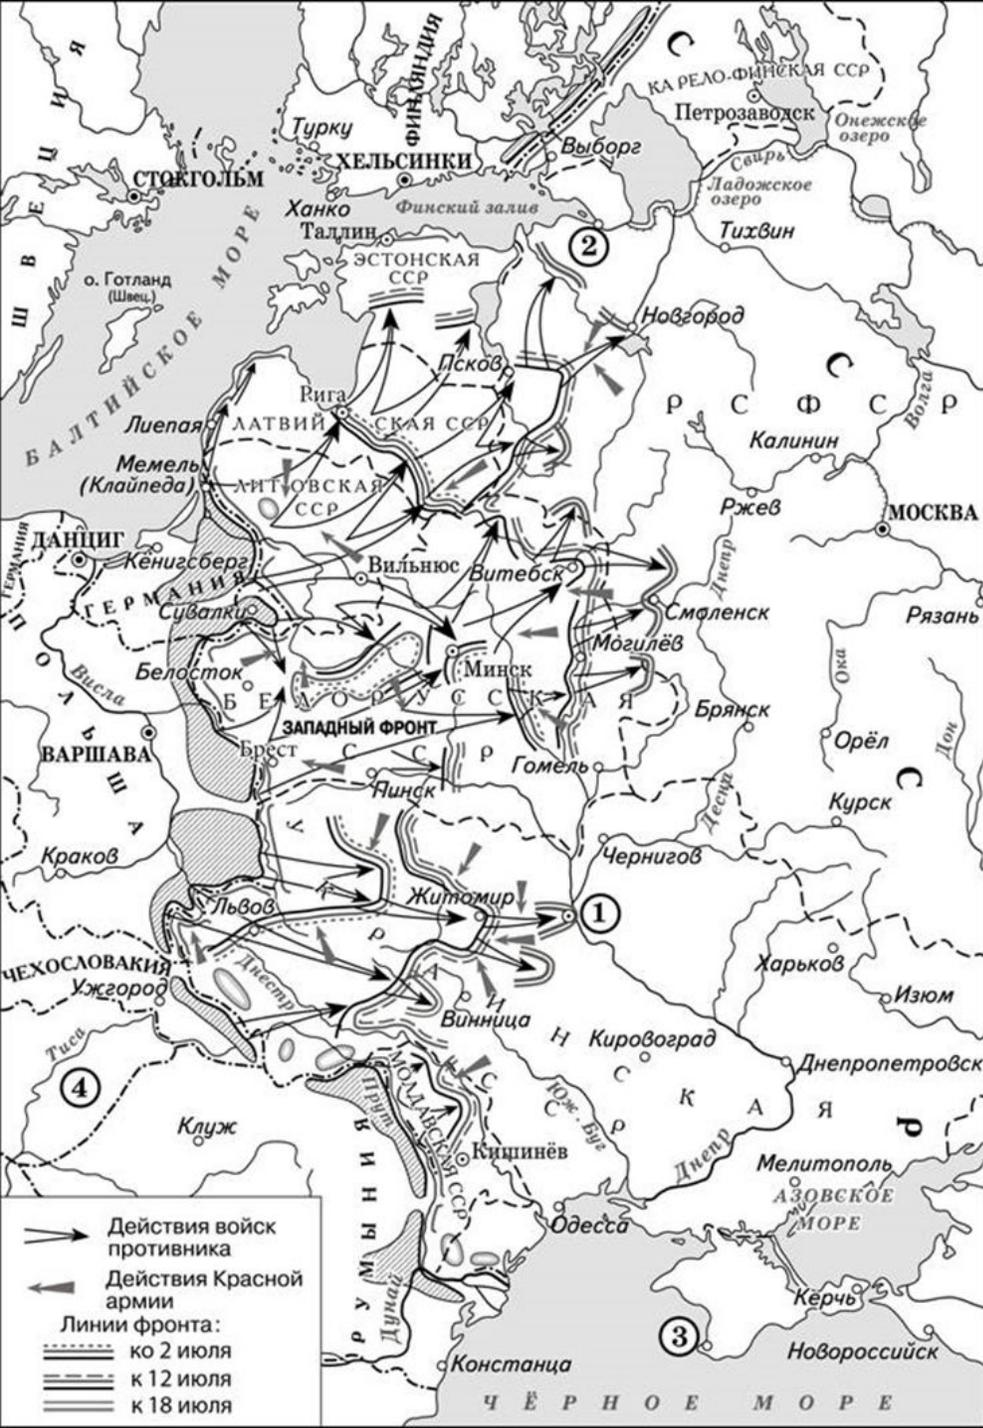 ШВЕЦИЯ
ФИНЛЯНДИЯ
С
КАРЕЛО-ФИНСКАЯ ССР
Петрозаводск
Онежское
озеро
Турку
Выборг
Свирь
ХЕЛЬСИНКИ
СТОКГОЛЬМ
Ладожское
озеро
Ханко
Финский залив
Тихвин
Таллин
2
ЭСТОНСКАЯ
ССР
о. Готланд
(Швец.)
БАЛТИЙСКОЕ МОРЕ
Новгород
Псков
С
Рига
РСФСР
Волга
Лиепая
ЛАТВИЙСКАЯ ССР
Калинин
Мемель
(Клайпеда)
ЛИТОВСКАЯ
ССР
Ржев
МОСКВА
ГЕРМАНИЯ
ДАНЦИГ
Кёнигсберг
Вильнюс
Витебск
Днепр
ГЕРМАНИЯ
Сувалки
Смоленск
Рязань
ПОЛЬША
Могилёв
Минск
Ока
Белосток
Висла
БЕЛОРУССКАЯ
ССР
Брянск
ЗАПАДНЫЙ ФРОНТ
Дон
ВАРШАВА
Брест
Орёл
Гомель
С
Пинск
Десна
Курск
УКРАИНСКАЯ
ССР
Краков
Чернигов
Львов
Житомир
1
ЧЕХОСЛОВАКИЯ
Харьков
Ужгород
Днестр
Изюм
Винница
Тиса
Кировоград
Днепропетровск
4
МОЛДАВСКАЯ ССР
Прут
Юж. Буг
Клуж
Р
Кишинёв
Днепр
Мелитополь
РУМЫНИЯ
АЗОВСКОЕ
МОРЕ
Одесса
Дунай
Керчь
3
Новороссийск
Констанца
ЧЁРНОЕ МОРЕ
Действия войск
противника
Действия Красной
армии
Линии фронта:
ко 2 июля
к 12 июля
к 18 июля